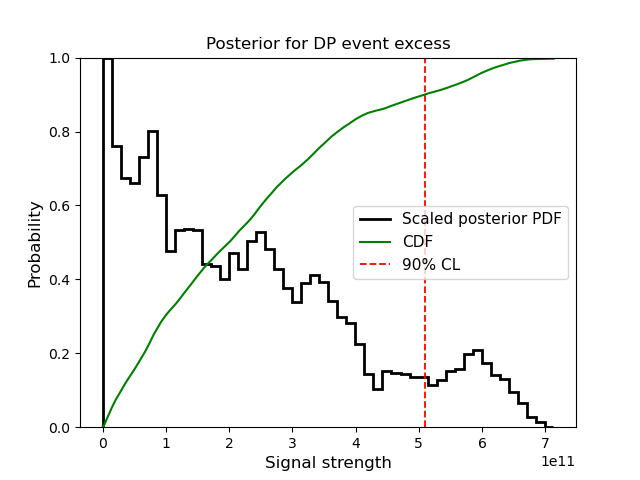 Posterior for DP event excess
1.0
0.8
0.6
0.4
0.2
0.0
Probability
Scaled posterior PDF
CDF
90% CL
0 1 2 3 4 5 6 7
1e11
Signal strength